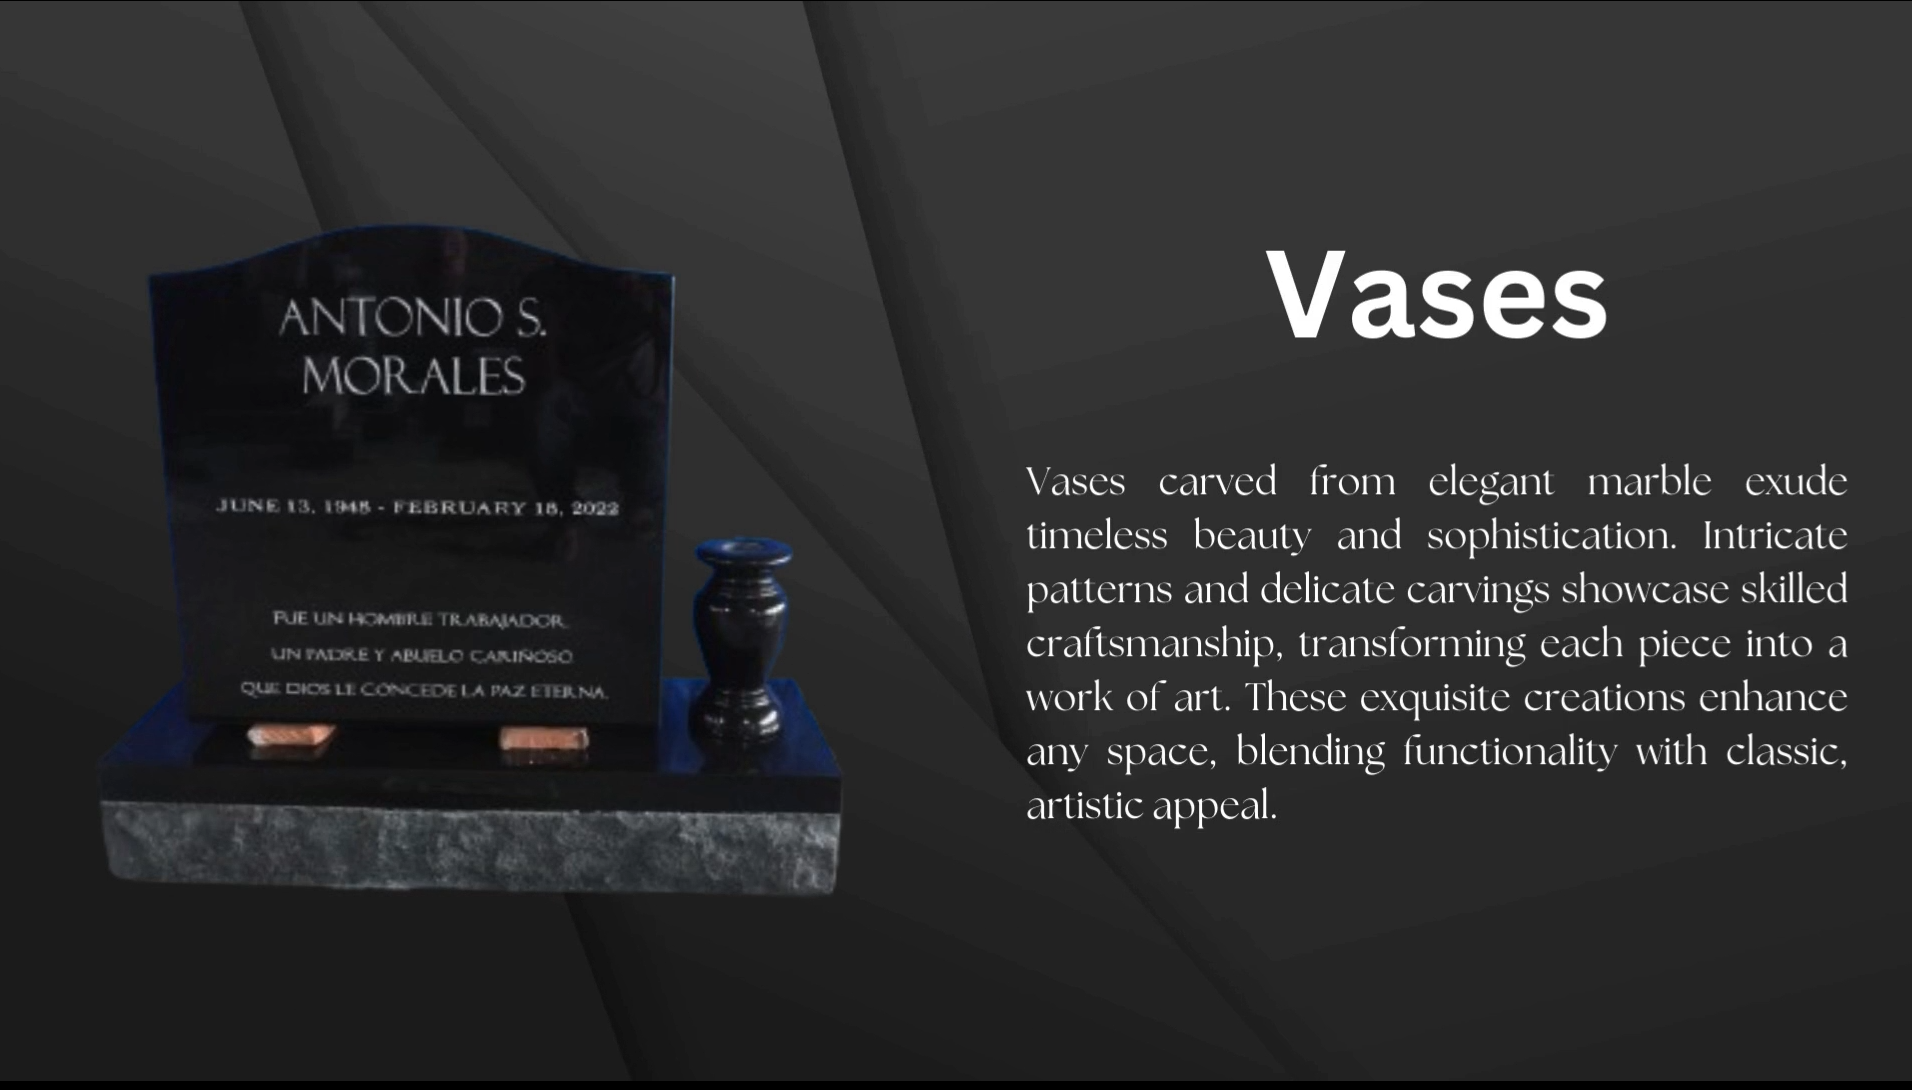 ANTONIO S.
MORALES
JUNE 13, 1948 - FEBRUARY 18, 2022
FUE UN HOMBRE TRABAJADOR.
UN PADRE Y ABUELO CARIÑOSO.
QUE DIOS LE CONCEDE LA PAZ ETERNA.
Vases
Vases carved from elegant marble exude
timeless beauty and sophistication. Intricate
patterns and delicate carvings showcase skilled
craftsmanship, transforming each piece into a
work of art. These exquisite creations enhance
any space, blending functionality with classic,
artistic appeal.